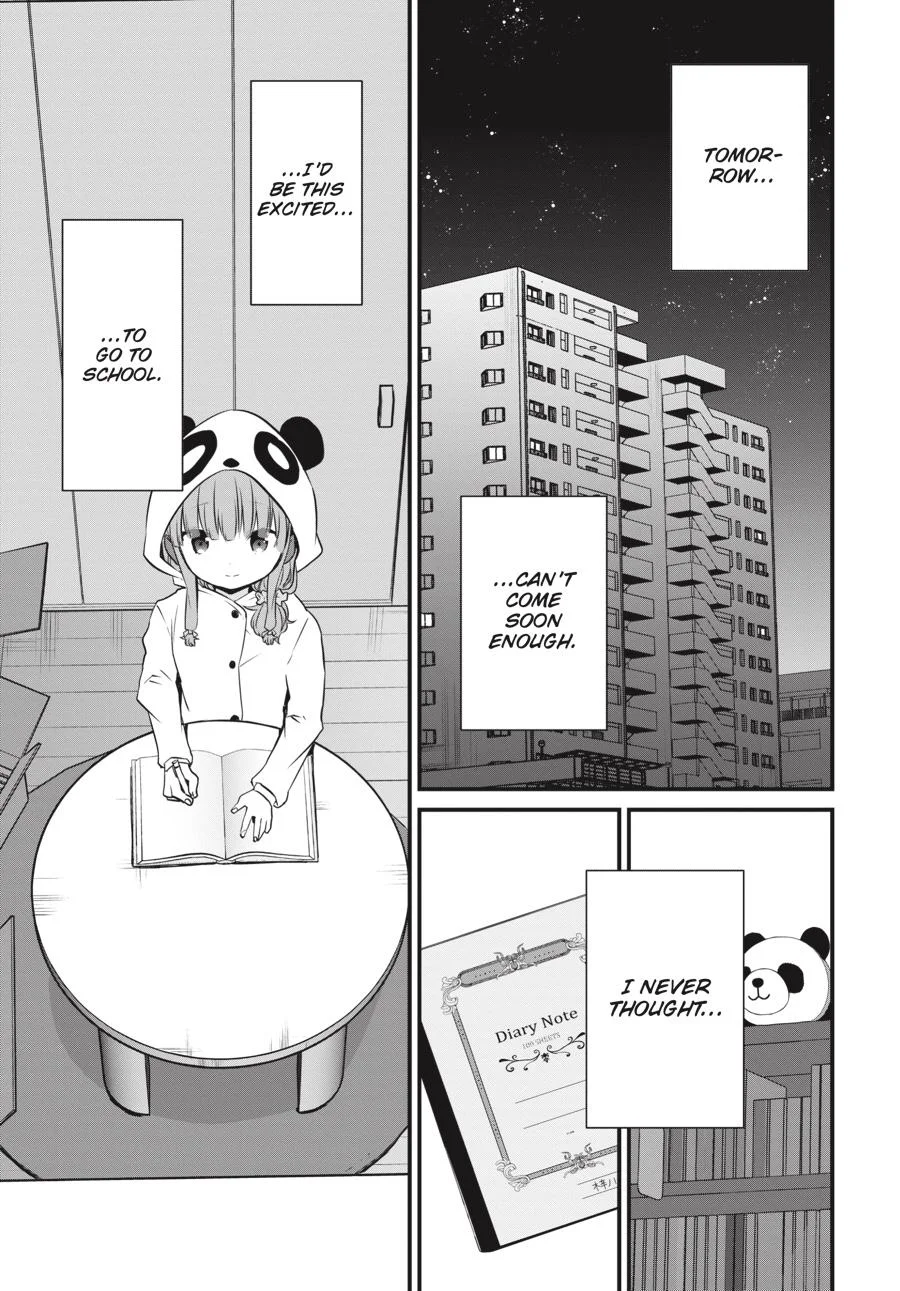 TOMOR-
ROW...
...CAN'T
COME
SOON
ENOUGH.
I NEVER
THOUGHT...
Diary Note
100 SHEETS
...I'D
BE THIS
EXCITED...
...TO
GO TO
SCHOOL.